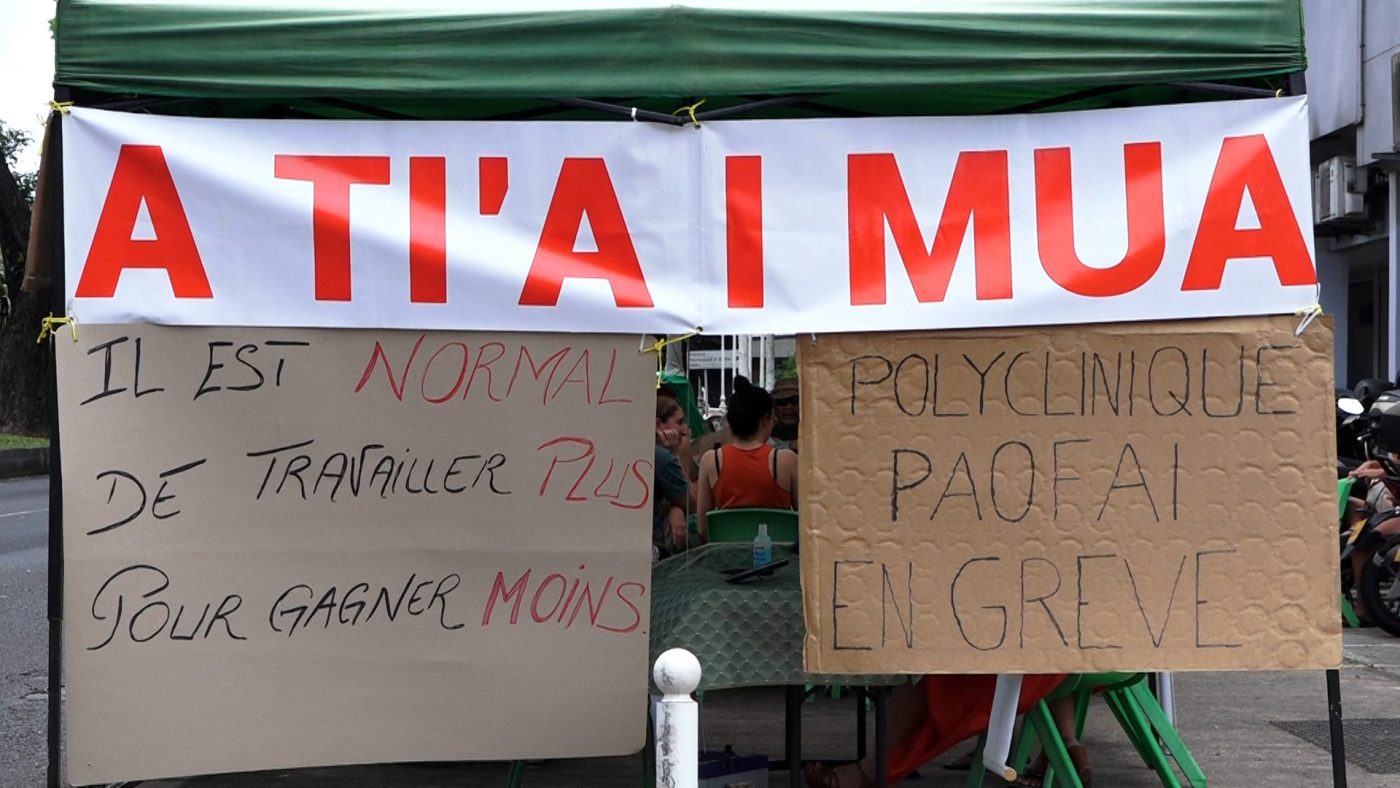 A TI'A I MUA
IL EST NORMAL
DE TRAVAILLER PLUS
POUR GAGNER MOINS.
POLYCLINIQUE
PAOFAI
EN GREVE